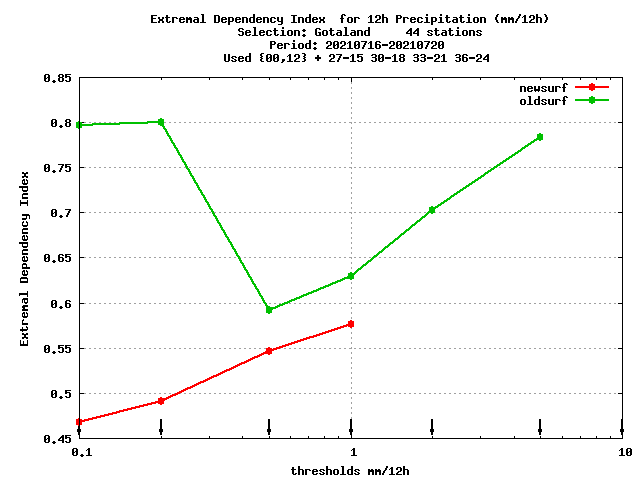 Extremal Dependency Index  for 12h Precipitation (mm/12h)
Selection: Gotaland     44 stations
Period: 20210716-20210720
Used {00,12} + 27-15 30-18 33-21 36-24
newsurf
oldsurf
0.85
0.8
0.75
0.7
0.65
0.6
0.55
0.5
0.45
Extremal Dependency Index
0.1
1
10
thresholds mm/12h